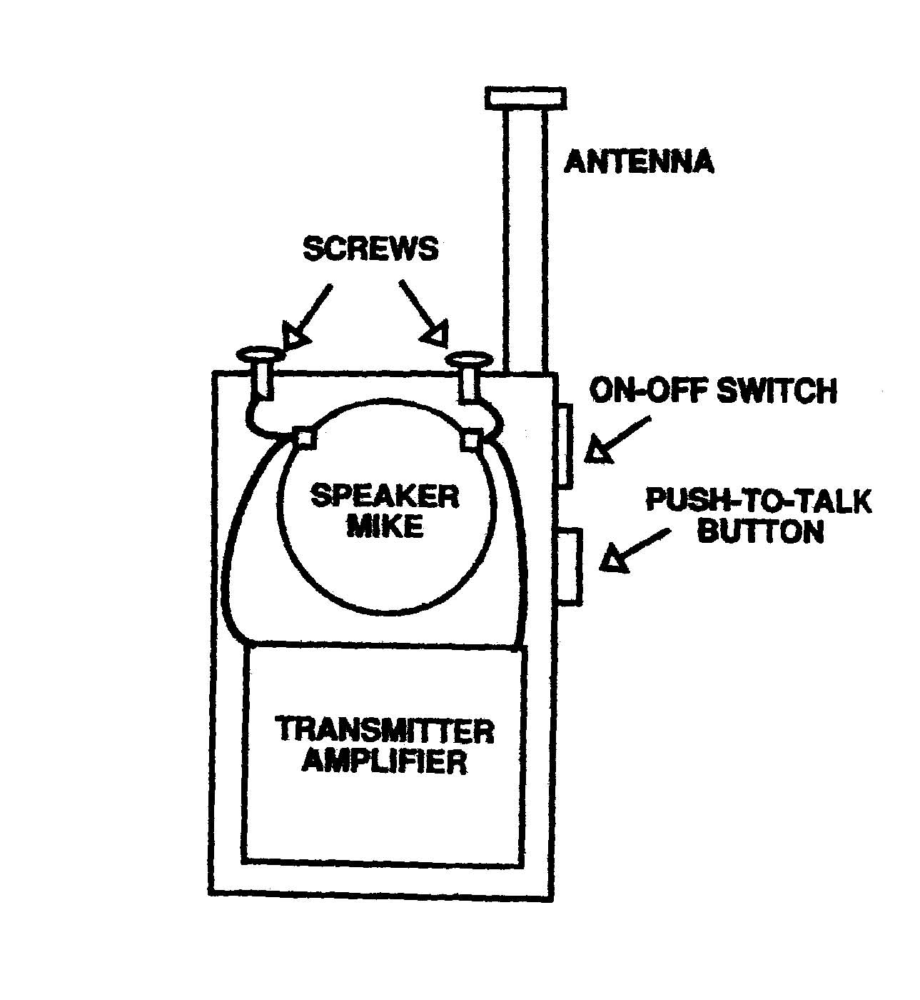 ANTENNA
SCREWS
ON-OFF SWITCH
PUSH-TO-TALK
BUTTON
SPEAKER
MIKE
TRANSMITTER
AMPLIFIER